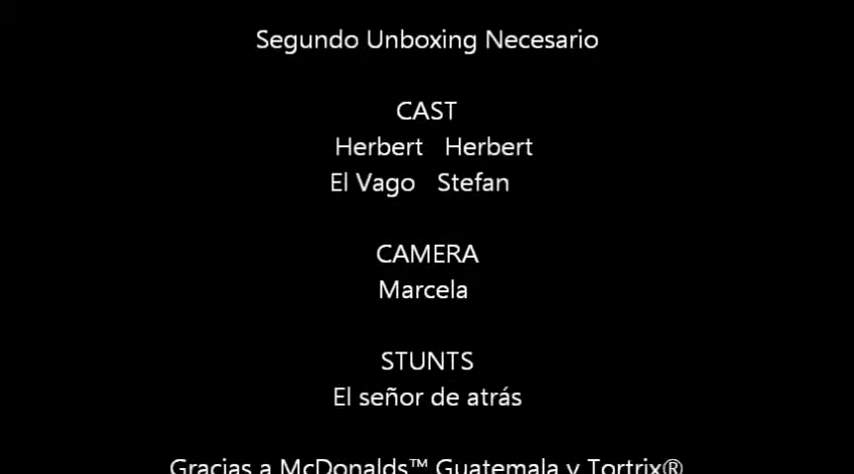 Segundo Unboxing Necesario
CAST
Herbert Herbert
El Vago Stefan
CAMERA
Marcela
STUNTS
El señor de atrás
Gracias a McDonalds™ Guatemala y Tortrix®